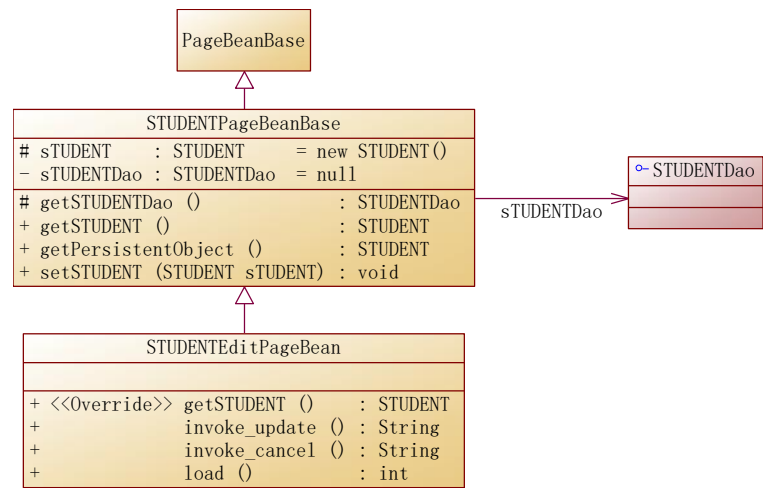 PageBeanBase
STUDENTPageBeanBase
# sTUDENT : STUDENT = new STUDENT()
- sTUDENTDao : STUDENTDao = null
# getSTUDENTDao () : STUDENTDao
+ getSTUDENT () : STUDENT
+ getPersistentObject () : STUDENT
+ setSTUDENT (STUDENT sTUDENT) : void
sTUDENTDao
STUDENTDao
STUDENTEditPageBean
+ <<Override>> getSTUDENT () : STUDENT
+ invoke_update () : String
+ invoke_cancel () : String
+ load () : int